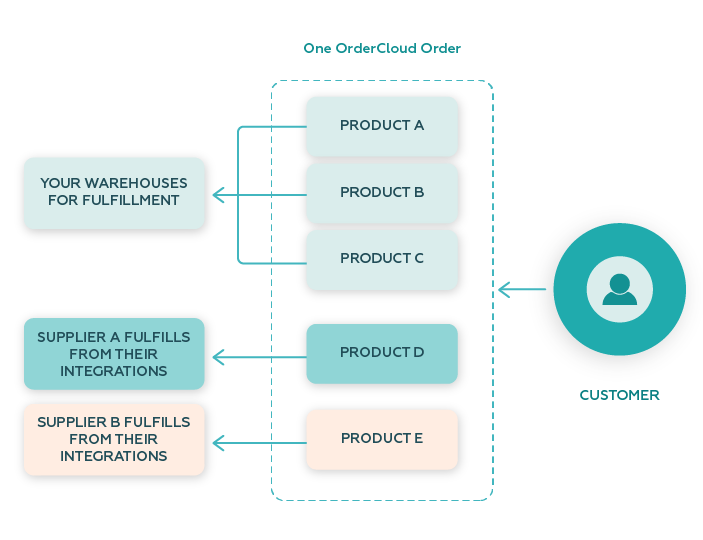 One OrderCloud Order
PRODUCT A
PRODUCT B
PRODUCT C
PRODUCT D
PRODUCT E
YOUR WAREHOUSES
FOR FULFILLMENT
SUPPLIER A FULFILLS
FROM THEIR
INTEGRATIONS
SUPPLIER B FULFILLS
FROM THEIR
INTEGRATIONS
CUSTOMER